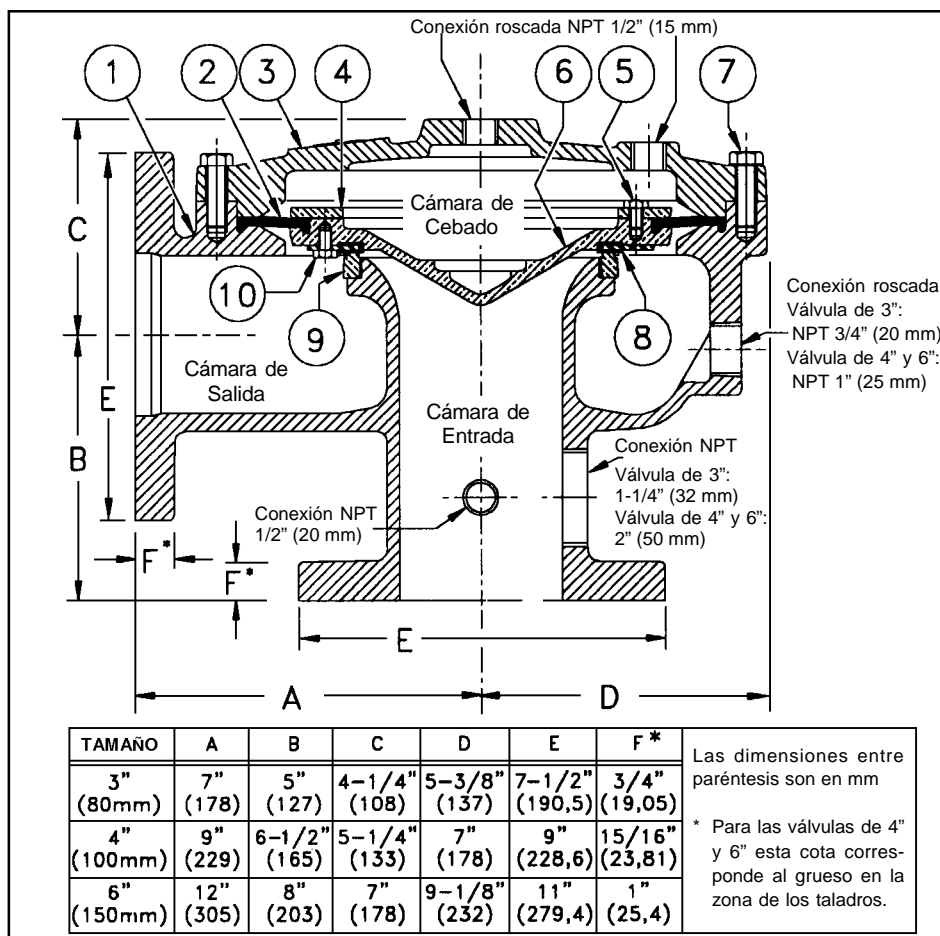 Conexión roscada NPT 1/2” (15 mm)
1
2
3
4
6
5
7
C
Cámara de
Cebado
10
9
8
Conexión roscada
Válvula de 3”:
NPT 3/4” (20 mm)
Válvula de 4” y 6”:
NPT 1” (25 mm)
Cámara de
Salida
E
B
Cámara de
Entrada
Conexión NPT
Válvula de 3”:
1-1/4” (32 mm)
Válvula de 4” y 6”:
2” (50 mm)
Conexión NPT
1/2” (20 mm)
F*
F*
E
A
D
TAMAÑO A B C D E F*
3" 7" 5" 4-1/4" 5-3/8" 7-1/2" 3/4"
(80mm) (178) (127) (108) (137) (190,5) (19,05)
4" 9" 6-1/2" 5-1/4" 7" 9" 15/16"
(100mm) (229) (165) (133) (178) (228,6) (23,81)
6" 12" 8" 7" 9-1/8" 11" 1"
(150mm) (305) (203) (178) (232) (279,4) (25,4)
Las dimensiones entre
paréntesis son en mm
* Para las válvulas de 4”
y 6” esta cota corres-
ponde al grueso en la
zona de los taladros.